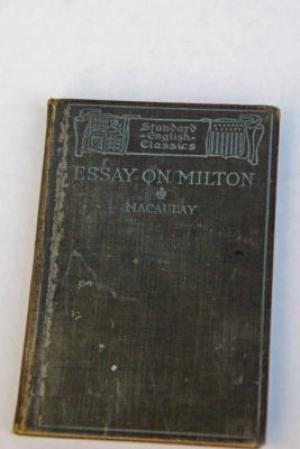 Standard
English
Classics
ESSAY ON MILTON
MACAULAY